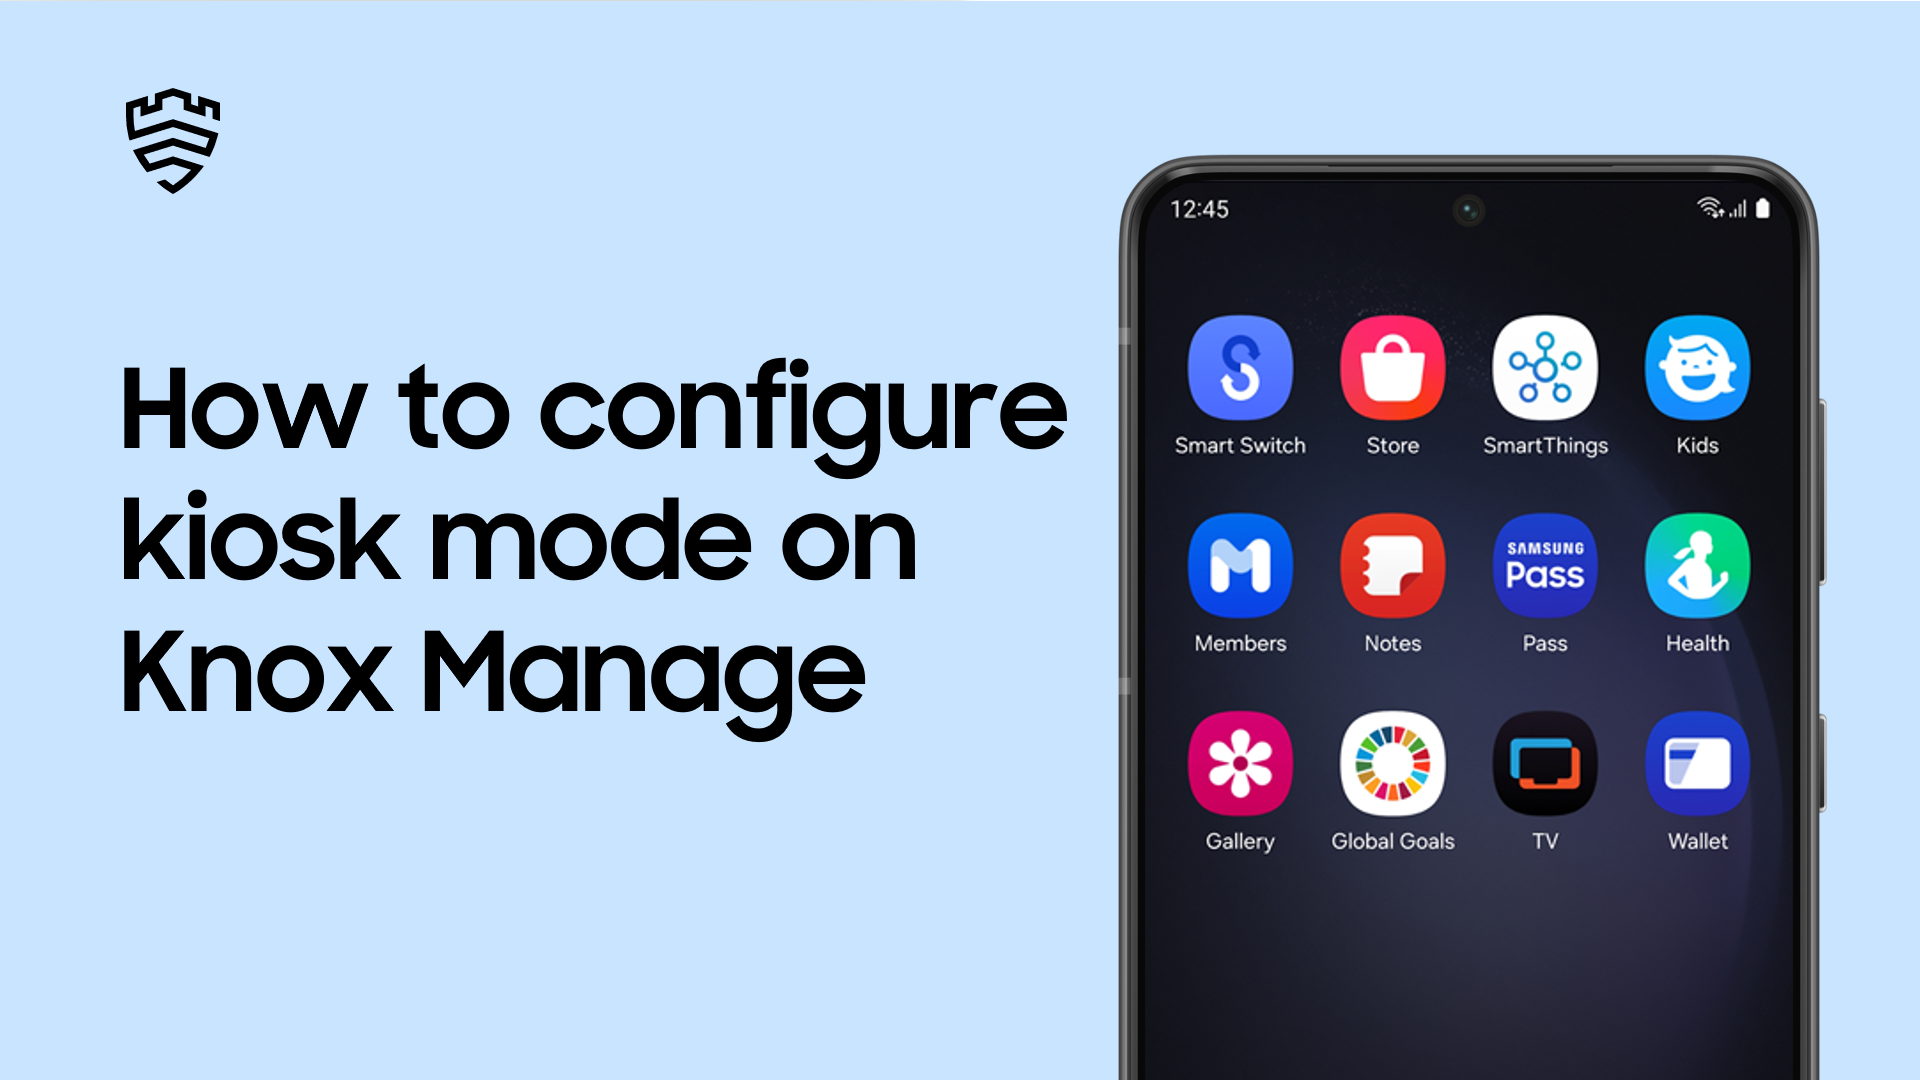 How to configure
kiosk mode on
Knox Manage
12:45
Smart Switch
Store
SmartThings
Kids
SAMSUNG
Pass
Members
Notes
Pass
Health
Gallery
Global Goals
TV
Wallet